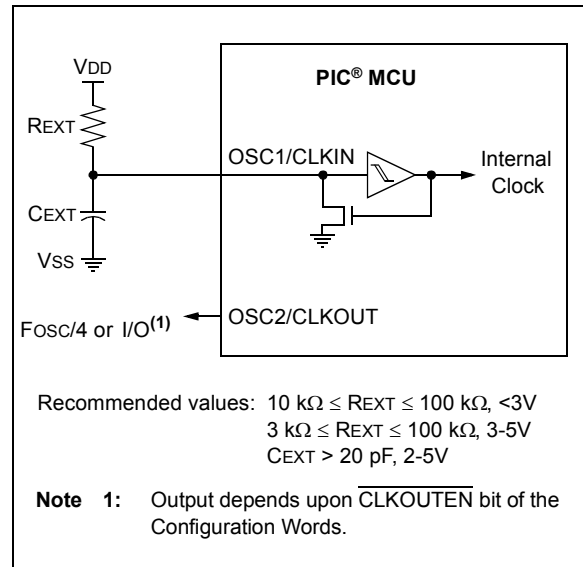 VDD
PIC® MCU
REXT
OSC1/CLKIN
Internal
Clock
CEXT
VSS
OSC2/CLKOUT
FOSC/4 or I/O(1)
Recommended values: 10 kΩ ≤ REXT ≤ 100 kΩ, <3V
3 kΩ ≤ REXT ≤ 100 kΩ, 3-5V
CEXT > 20 pF, 2-5V
Note 1: Output depends upon CLKOUTEN bit of the
Configuration Words.